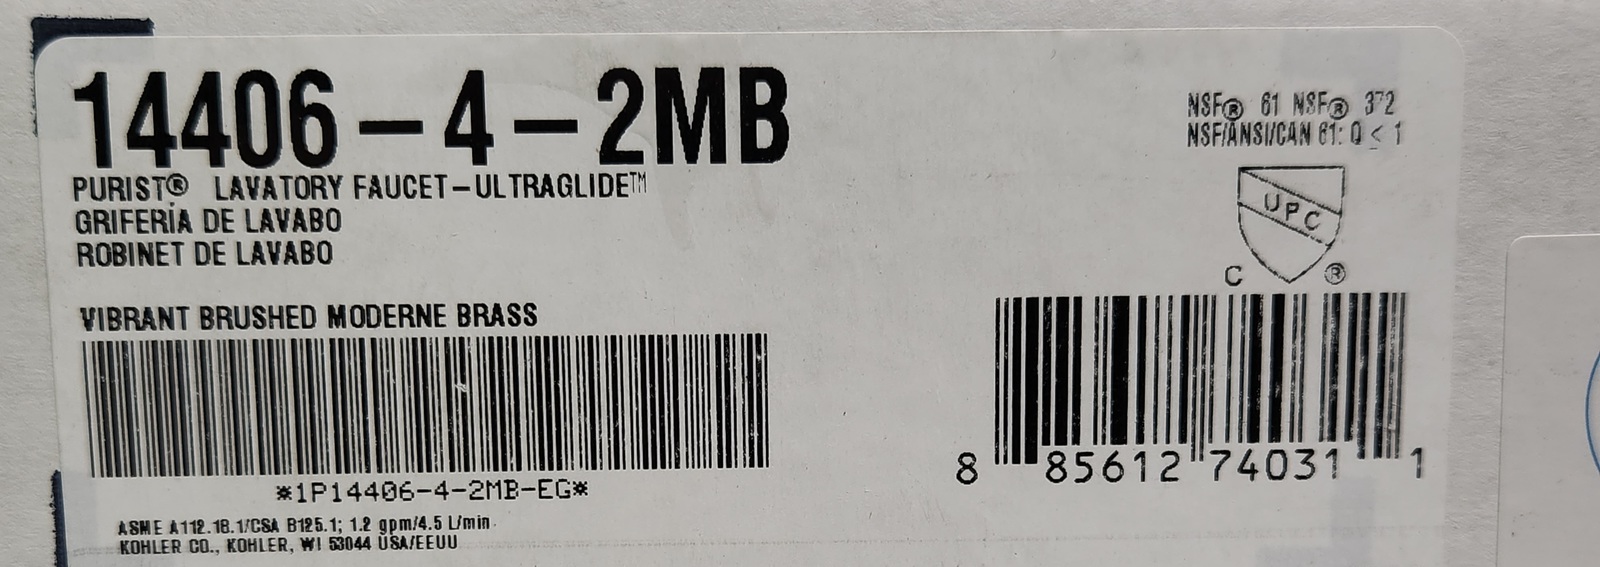 14406-4-2MB
PURIST® LAVATORY FAUCET-ULTRAGLIDE™
GRIFERÍA DE LAVABO
ROBINET DE LAVABO
VIBRANT BRUSHED MODERNE BRASS
*1P14406-4-2MB-EG*
ASME A112.18.1/CSA B125.1; 1.2 gpm/4.5 L/min
KOHLER CO., KOHLER, WI 53044 USA/EEUU
NSF® 61 NSF® 372
NSF/ANSI/CAN 61: Q ≤ 1
UPC
C ®
8 85612 74031 1